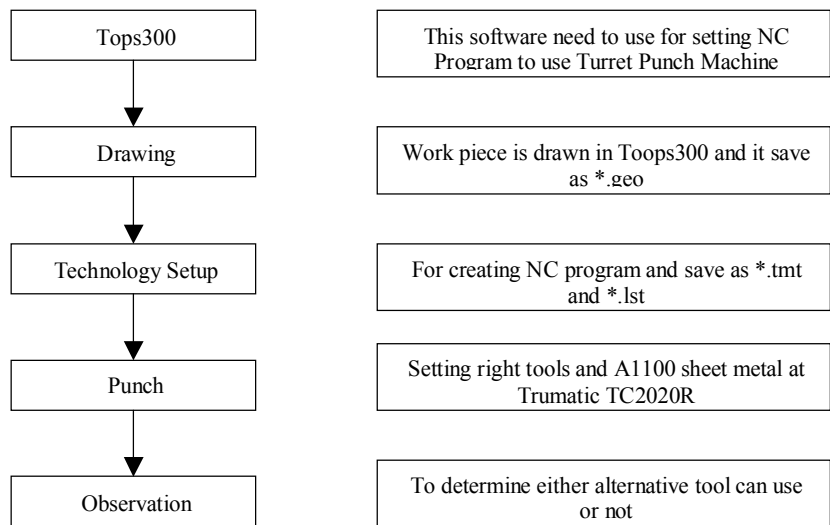 Tops300
This software need to use for setting NC
Program to use Turret Punch Machine
Drawing
Work piece is drawn in Toops300 and it save
as *.geo
Technology Setup
For creating NC program and save as *.tmt
and *.lst
Punch
Setting right tools and A1100 sheet metal at
Trumatic TC2020R
Observation
To determine either alternative tool can use
or not